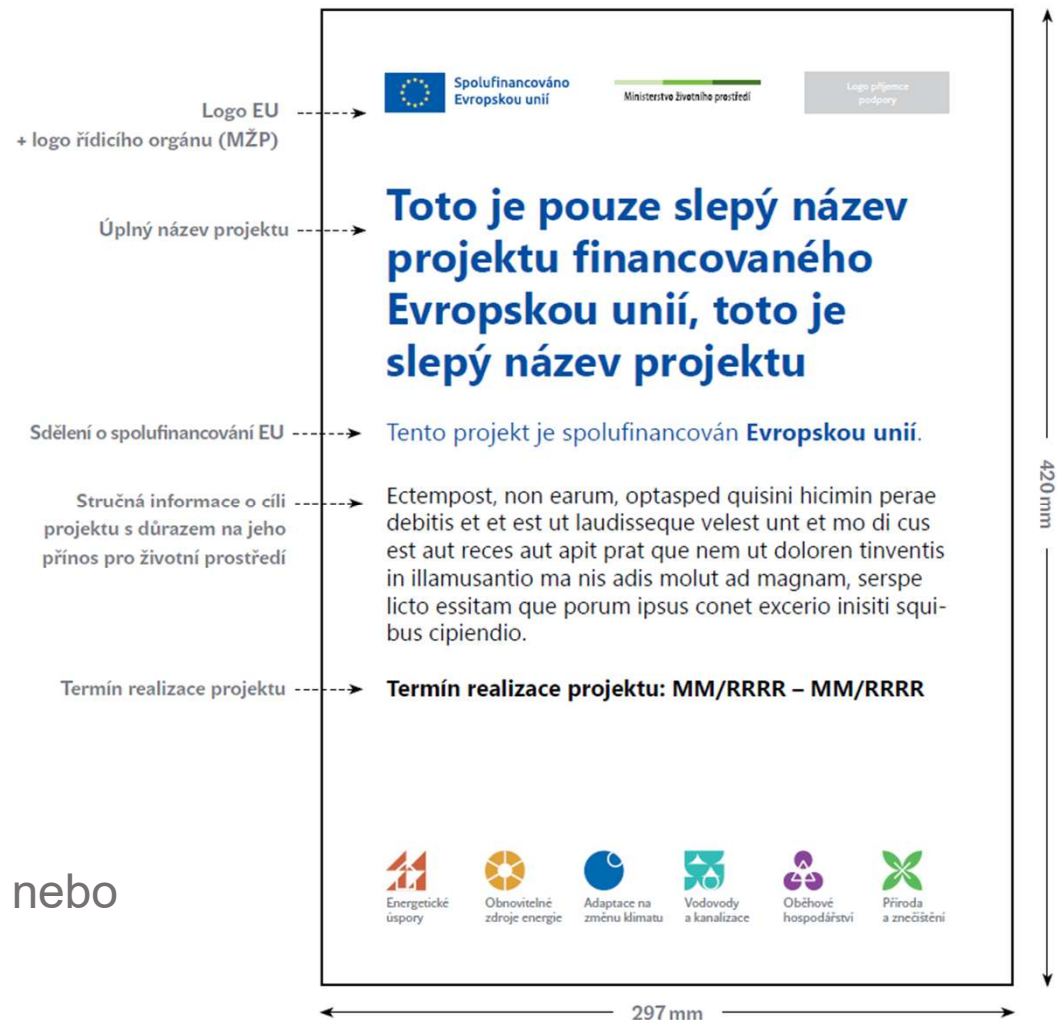 Spolufinancováno
Evropskou unií
Ministerstvo životního prostředí
Logo příjemce
podpory
Logo EU
+ logo řídicího orgánu (MŽP)
Úplný název projektu
Toto je pouze slepý název
projektu financovaného
Evropskou unií, toto je
slepý název projektu
Sdělení o spolufinancování EU
Tento projekt je spolufinancován Evropskou unií.
Stručná informace o cíli
projektu s důrazem na jeho
přínos pro životní prostředí
Ectempost, non earum, optasped quisini hicimin perae
debitis et et est ut laudisseque velest unt et mo di cus
est aut reces aut apit prat que nem ut doloren tinventis
in illamusantio ma nis adis molut ad magnam, serspe
licto essitam que porum ipsus conet excerio inisiti squi-
bus cipiendio.
Termín realizace projektu
Termín realizace projektu: MM/RRRR – MM/RRRR
420 mm
nebo
Energetické
úspory
Obnovitelné
zdroje energie
Adaptace na
změnu klimatu
Vodovody
a kanalizace
Oběhové
hospodářství
Příroda
a znečištění
297 mm